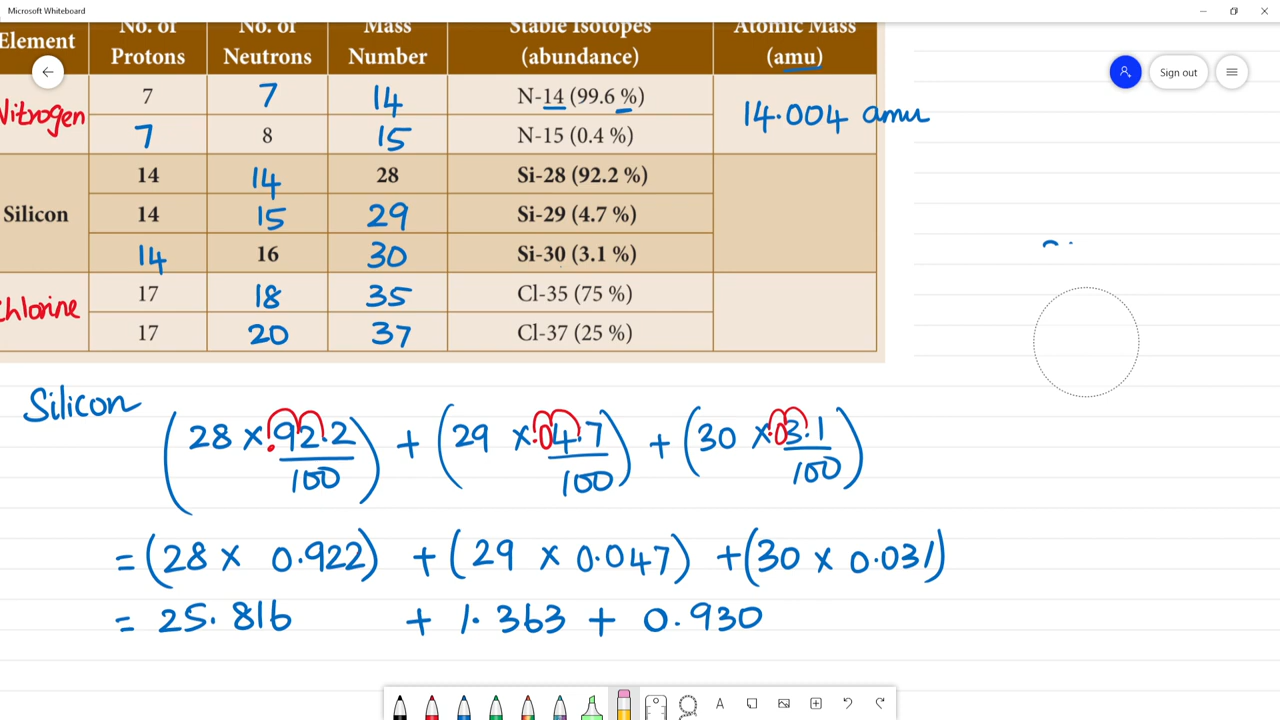 Microsoft Whiteboard
Sign out
Element No. of Protons No. of Neutrons Mass Number Stable Isotopes (abundance) Atomic Mass (amu)
Nitrogen 7 7 14 N-14 (99.6 %) 14.004 amu
7 8 15 N-15 (0.4 %)
Silicon 14 14 28 Si-28 (92.2 %)
14 15 29 Si-29 (4.7 %)
14 16 30 Si-30 (3.1 %)
Chlorine 17 18 35 Cl-35 (75 %)
17 20 37 Cl-37 (25 %)
Silicon
(28 × .92.2/100) + (29 × .04.7/100) + (30 × .03.1/100)
= (28 × 0.922) + (29 × 0.047) + (30 × 0.031)
= 25.816 + 1.363 + 0.930
A